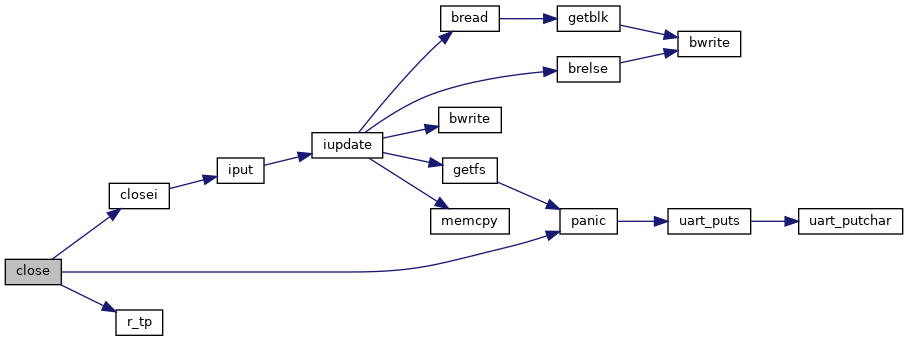 bread
getblk
bwrite
brelse
bwrite
iupdate
iput
getfs
closei
memcpy
panic
uart_puts
uart_putchar
close
r_tp